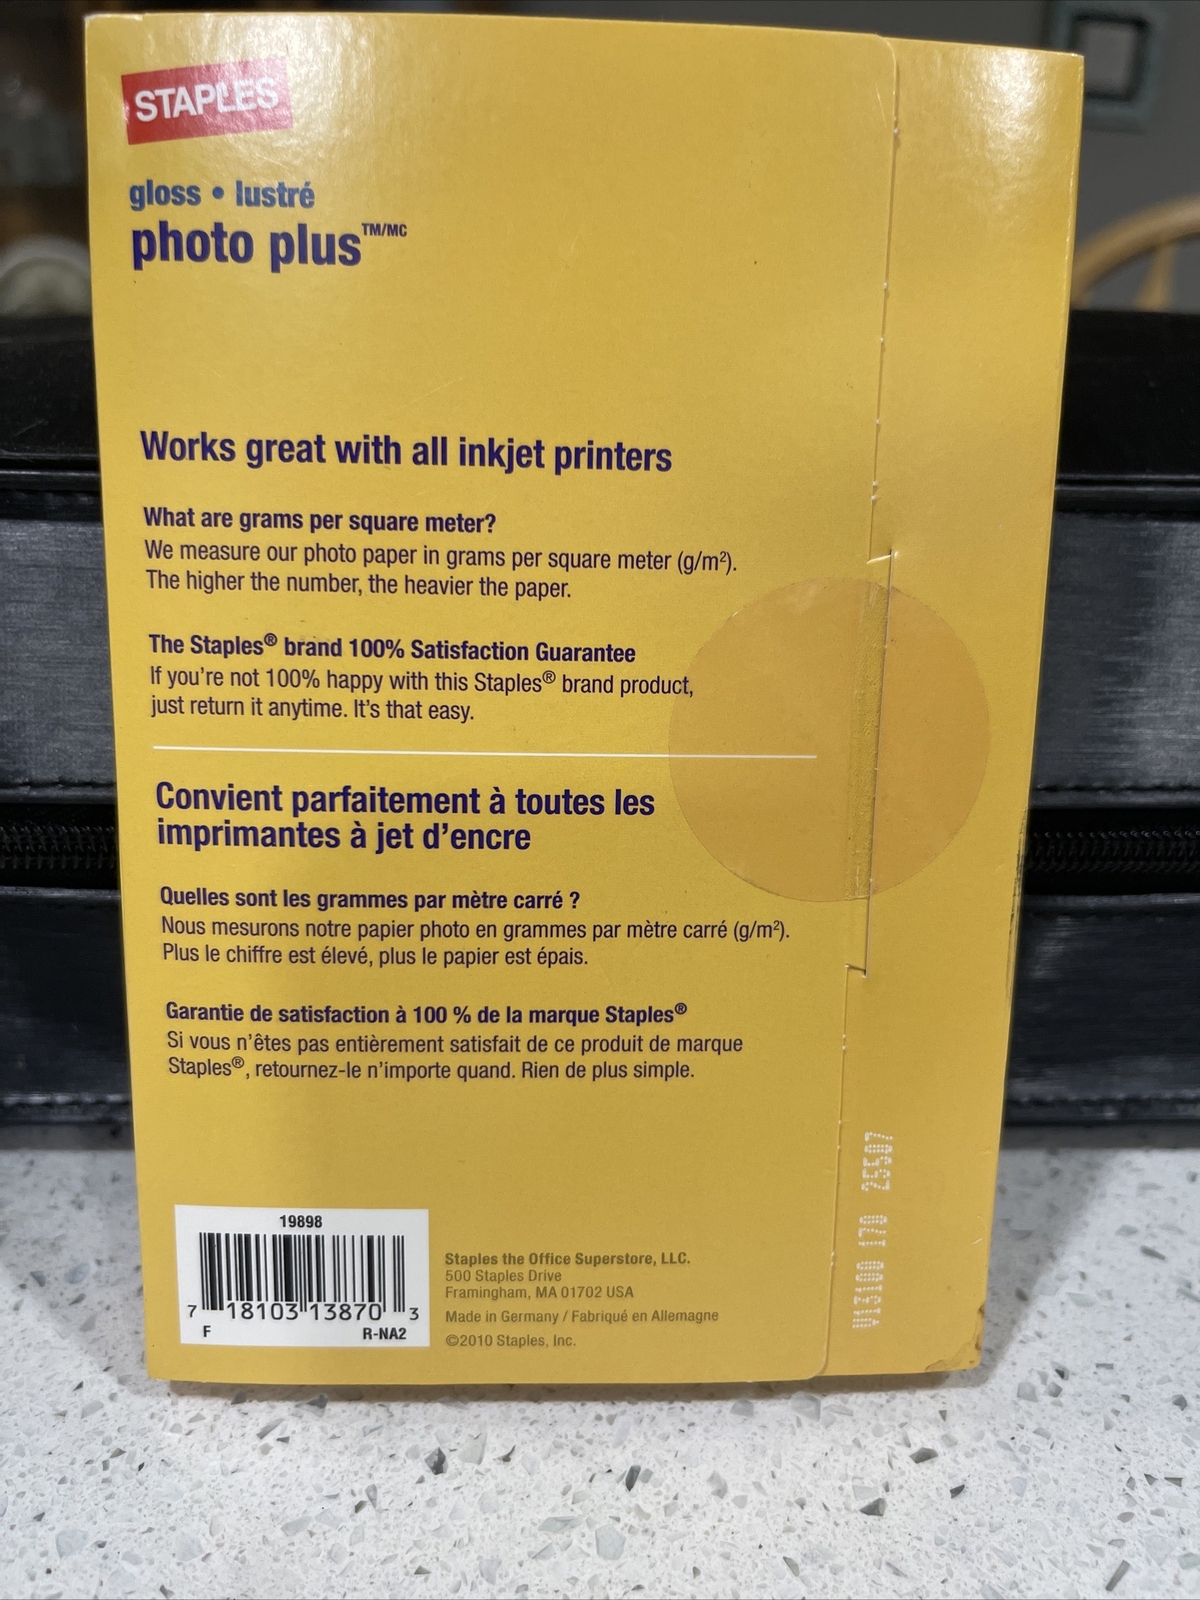 STAPLES
gloss • lustré
photo plus™/MC
Works great with all inkjet printers
What are grams per square meter?
We measure our photo paper in grams per square meter (g/m²).
The higher the number, the heavier the paper.
The Staples® brand 100% Satisfaction Guarantee
If you're not 100% happy with this Staples® brand product,
just return it anytime. It's that easy.
Convient parfaitement à toutes les
imprimantes à jet d'encre
Quelles sont les grammes par mètre carré ?
Nous mesurons notre papier photo en grammes par mètre carré (g/m²).
Plus le chiffre est élevé, plus le papier est épais.
Garantie de satisfaction à 100 % de la marque Staples®
Si vous n'êtes pas entièrement satisfait de ce produit de marque
Staples®, retournez-le n'importe quand. Rien de plus simple.
19898
7 18103 13870 3
F R-NA2
Staples the Office Superstore, LLC.
500 Staples Drive
Framingham, MA 01702 USA
Made in Germany / Fabriqué en Allemagne
©2010 Staples, Inc.
170 25507